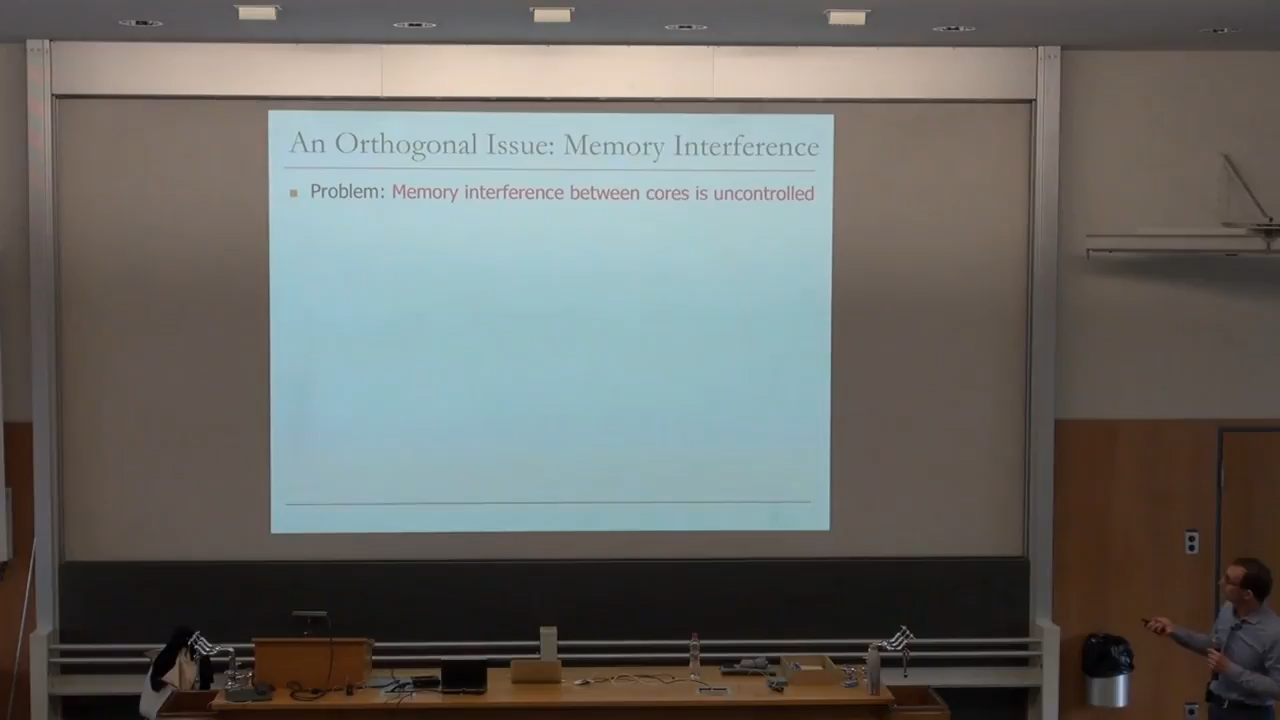 An Orthogonal Issue: Memory Interference
Problem: Memory interference between cores is uncontrolled